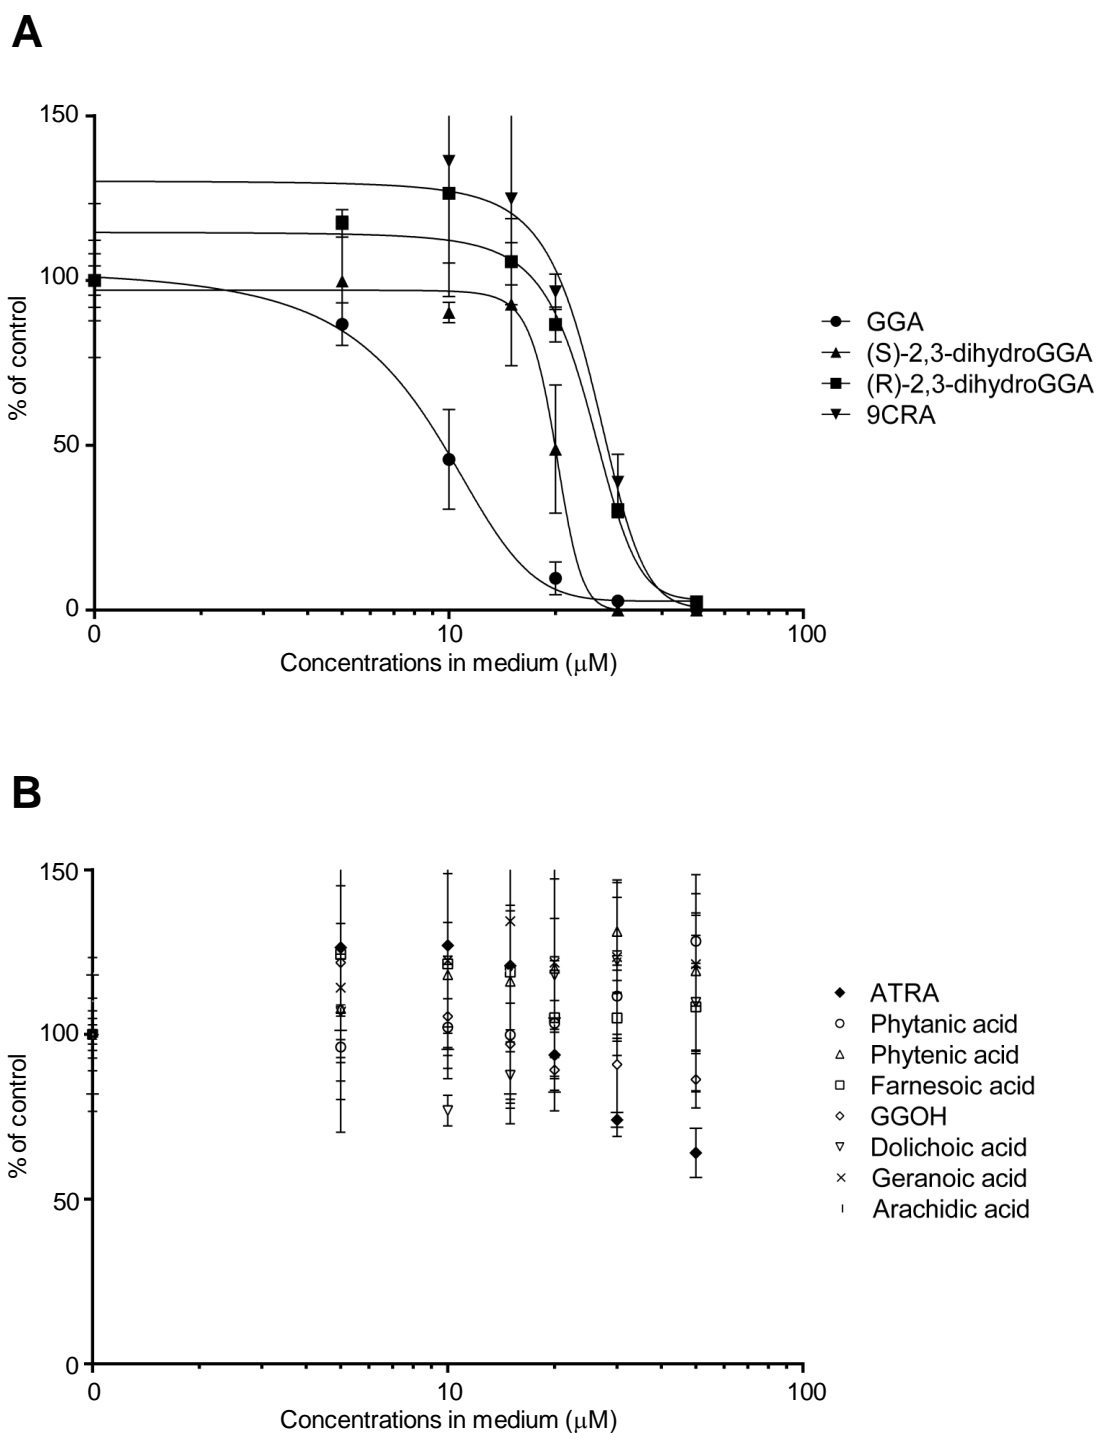 A
150
100
50
0
% of control
0
10
100
Concentrations in medium (μM)
GGA
(S)-2,3-dihydroGGA
(R)-2,3-dihydroGGA
9CRA
B
150
100
50
0
% of control
0
10
100
Concentrations in medium (μM)
ATRA
Phytanic acid
Phytenic acid
Farnesoic acid
GGOH
Dolichoic acid
Geranoic acid
Arachidic acid